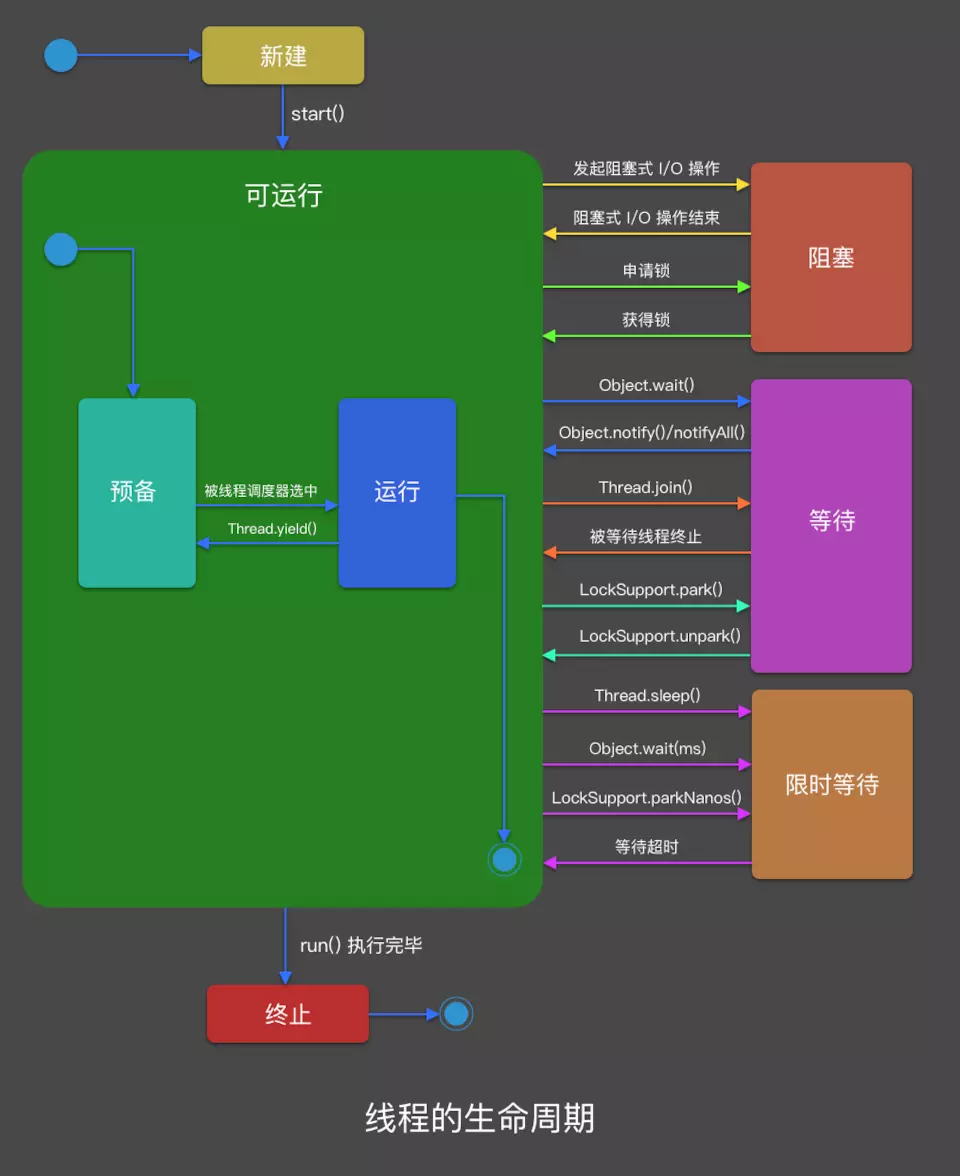 新建
start()
可运行
发起阻塞式 I/O 操作
阻塞式 I/O 操作结束
申请锁
获得锁
阻塞
Object.wait()
Object.notify()/notifyAll()
Thread.join()
被等待线程终止
LockSupport.park()
LockSupport.unpark()
等待
预备
被线程调度器选中
Thread.yield()
运行
Thread.sleep()
Object.wait(ms)
LockSupport.parkNanos()
等待超时
限时等待
run() 执行完毕
终止
线程的生命周期